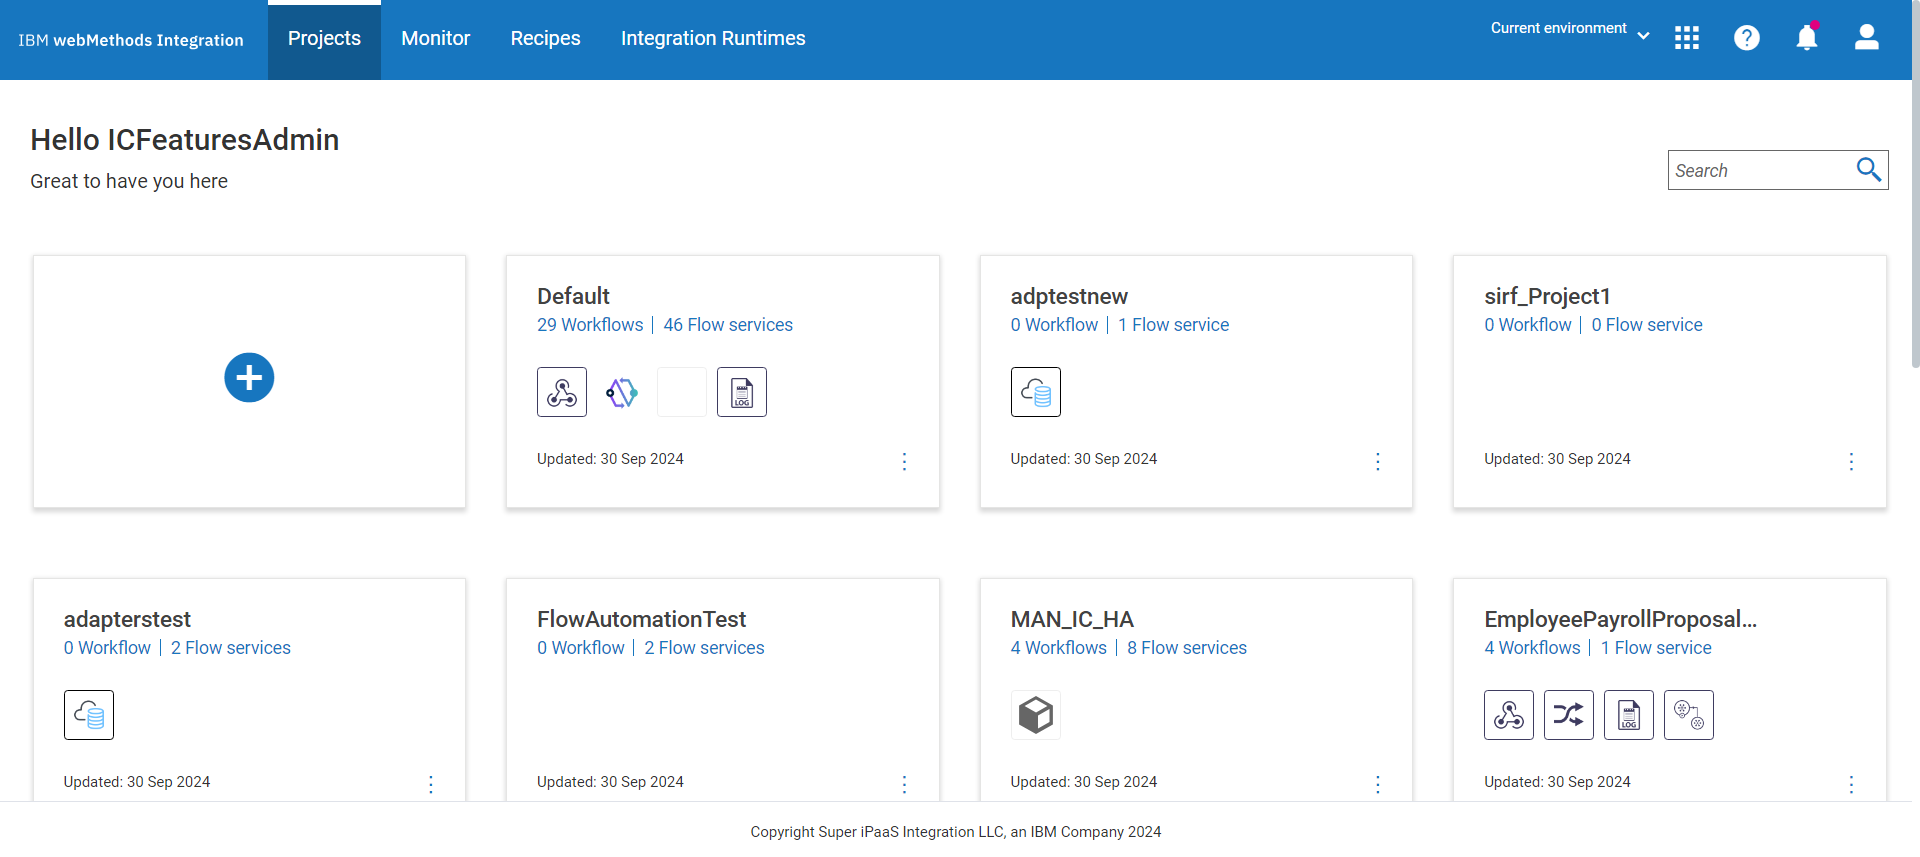 IBM webMethods Integration
Projects
Monitor
Recipes
Integration Runtimes
Current environment
Hello ICFeaturesAdmin
Great to have you here
Search
Default
29 Workflows | 46 Flow services
LOG
Updated: 30 Sep 2024
adptestnew
0 Workflow | 1 Flow service
Updated: 30 Sep 2024
sirf_Project1
0 Workflow | 0 Flow service
Updated: 30 Sep 2024
adapterstest
0 Workflow | 2 Flow services
Updated: 30 Sep 2024
FlowAutomationTest
0 Workflow | 2 Flow services
Updated: 30 Sep 2024
MAN_IC_HA
4 Workflows | 8 Flow services
Updated: 30 Sep 2024
EmployeePayrollProposal...
4 Workflows | 1 Flow service
LOG
Updated: 30 Sep 2024
Copyright Super iPaaS Integration LLC, an IBM Company 2024